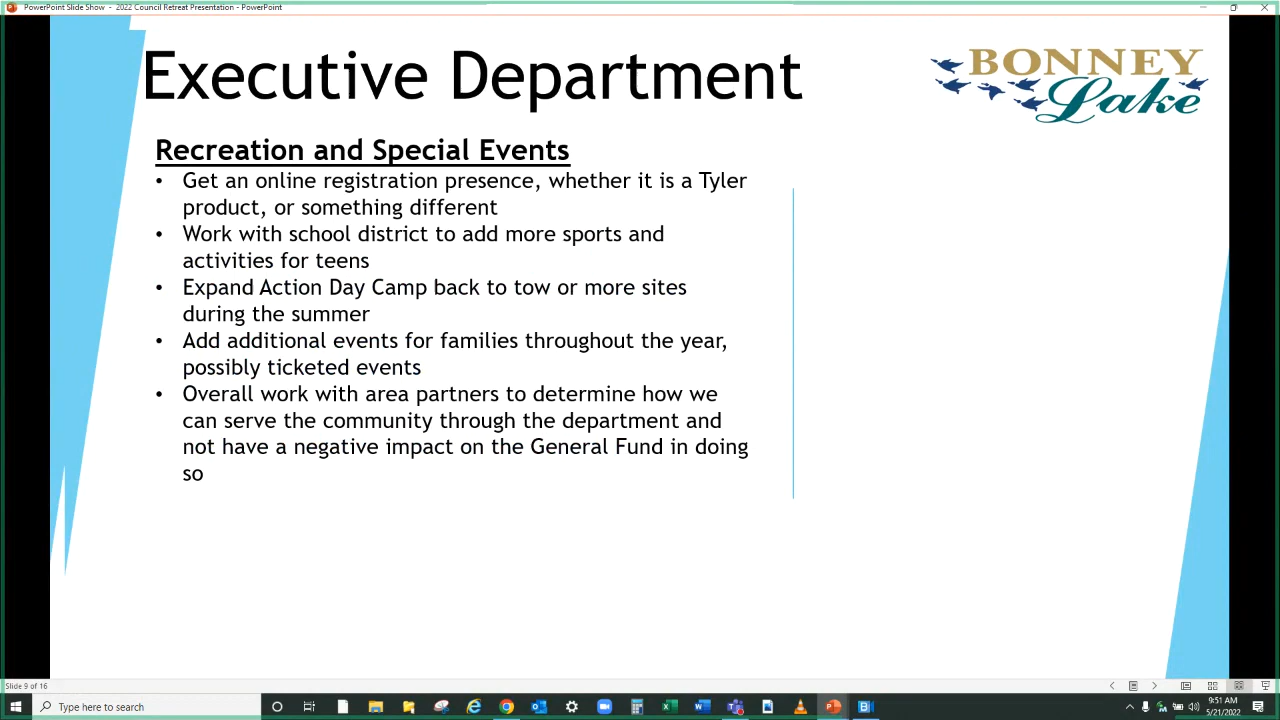 PowerPoint Slide Show - 2022 Council Retreat Presentation - PowerPoint
Executive Department
BONNEY
Lake
Recreation and Special Events
• Get an online registration presence, whether it is a Tyler
product, or something different
• Work with school district to add more sports and
activities for teens
• Expand Action Day Camp back to tow or more sites
during the summer
• Add additional events for families throughout the year,
possibly ticketed events
• Overall work with area partners to determine how we
can serve the community through the department and
not have a negative impact on the General Fund in doing
so
Slide 9 of 16
Type here to search
9:51 AM
5/21/2022